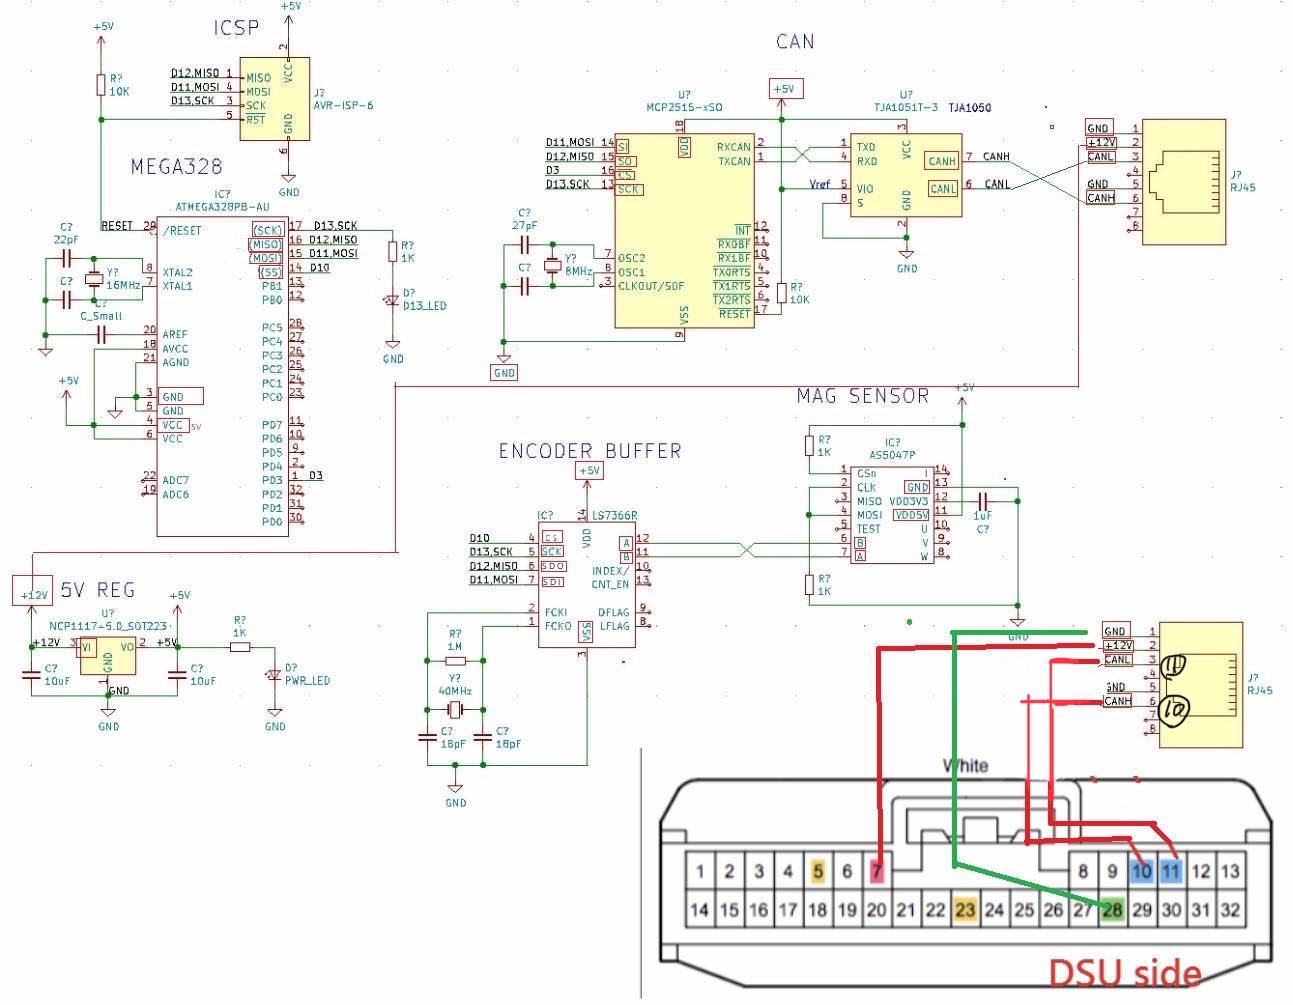 ICSP
+5V
+5V
R?
10K
D12,MISO 1 MISO
D11,MOSI 4 MOSI
D13,SCK 3 SCK
5 RST
2
VCC
GND
6
J?
AVR-ISP-6
GND
MEGA328
IC?
ATMEGA328PB-AU
RESET 29 /RESET
C?
22pF
Y?
16MHz
C?
C?
C_Small
8 XTAL2
7 XTAL1
20 AREF
18 AVCC
21 AGND
3 GND
5 GND
4 VCC 5V
6 VCC
22 ADC7
19 ADC6
+5V
(SCK) 17 D13,SCK
(MISO) 16 D12,MISO
(MOSI) 15 D11,MOSI
(SS) 14 D10
PB1 13
PB0 12
PC5 28
PC4 27
PC3 26
PC2 25
PC1 24
PC0 23
PD7 11
PD6 10
PD5 9
PD4 2
PD3 1 D3
PD2 32
PD1 31
PD0 30
R?
1K
D?
D13_LED
GND
CAN
+5V
U?
MCP2515-xSO
D11,MOSI 14 SI
D12,MISO 15 SO
D3 16 CS
D13,SCK 13 SCK
18
VDD
RXCAN 2
TXCAN 1
INT 12
RX0BF 11
RX1BF 10
TX0RTS 4
TX1RTS 5
TX2RTS 6
RESET 17
7 OSC2
8 OSC1
3 CLKOUT/SOF
VSS
9
C?
27pF
Y?
8MHz
C?
GND
R?
10K
U?
TJA1051T-3 TJA1050
1 TXD
4 RXD
Vref 5 VIO
8 S
3
VCC
GND
2
CANH 7 CANH
CANL 6 CANL
GND
GND 1
+12V 2
CANL 3
4
GND 5
CANH 6
7
8
J?
RJ45
MAG SENSOR
+5V
R?
1K
IC?
AS5047P
1 CSn
2 CLK
3 MISO
4 MOSI
5 TEST
6 B
7 A
I 14
GND 13
VDD3V3 12
VDD5V 11
U 10
V 9
W 8
1uF
C?
R?
1K
GND
ENCODER BUFFER
+5V
IC?
LS7366R
14
VDD
D10 4 CS
D13,SCK 5 SCK
D12,MISO 6 SDO
D11,MOSI 7 SDI
2 FCKI
1 FCKO
A 12
B 11
INDEX/ 10
CNT_EN 13
DFLAG 9
LFLAG 8
VSS
3
R?
1M
Y?
40MHz
C?
18pF
C?
18pF
GND
+12V
5V REG
+5V
U?
NCP1117-5.0_SOT223
+12V 3 VI
VO 2 +5V
GND
1
GND
C?
10uF
C?
10uF
R?
1K
D?
PWR_LED
GND
GND
GND 1
+12V 2
CANL 3
4
GND 5
CANH 6
7
8
11
10
J?
RJ45
White
1 2 3 4 5 6 7 8 9 10 11 12 13
14 15 16 17 18 19 20 21 22 23 24 25 26 27 28 29 30 31 32
DSU side